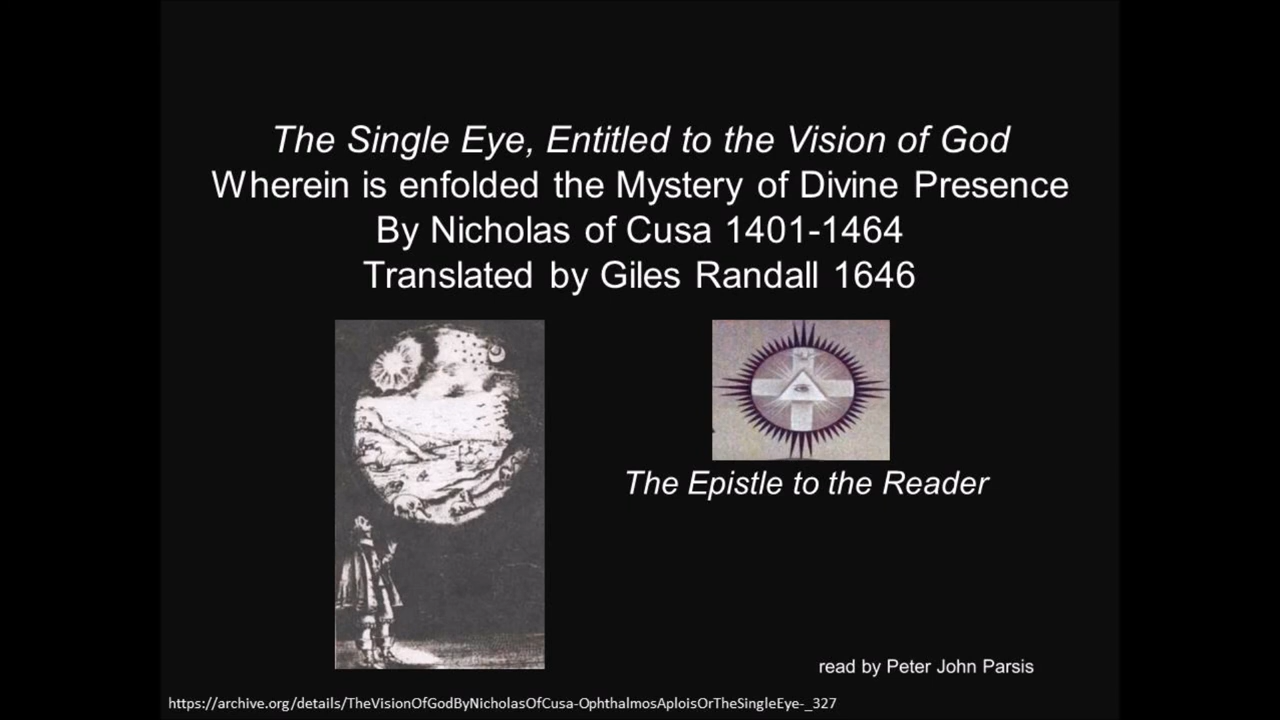 The Single Eye, Entitled to the Vision of God
Wherein is enfolded the Mystery of Divine Presence
By Nicholas of Cusa 1401-1464
Translated by Giles Randall 1646
The Epistle to the Reader
read by Peter John Parsis
https://archive.org/details/TheVisionOfGodByNicholasOfCusa-OphthalmosAploisOrTheSingleEye-_327